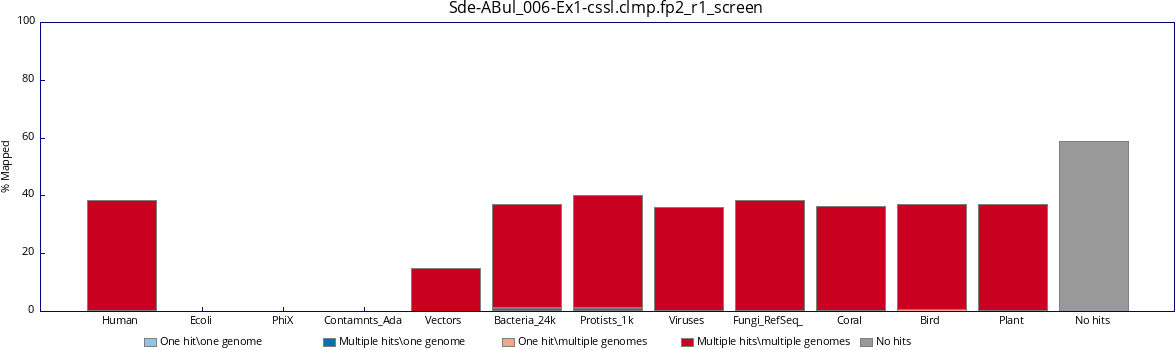 Sde-ABul_006-Ex1-cssl.clmp.fp2_r1_screen
100
80
60
40
20
0
% Mapped
Human Ecoli PhiX Contamnts_Ada Vectors Bacteria_24k Protists_1k Viruses Fungi_RefSeq_ Coral Bird Plant No hits
One hit\one genome Multiple hits\one genome One hit\multiple genomes Multiple hits\multiple genomes No hits